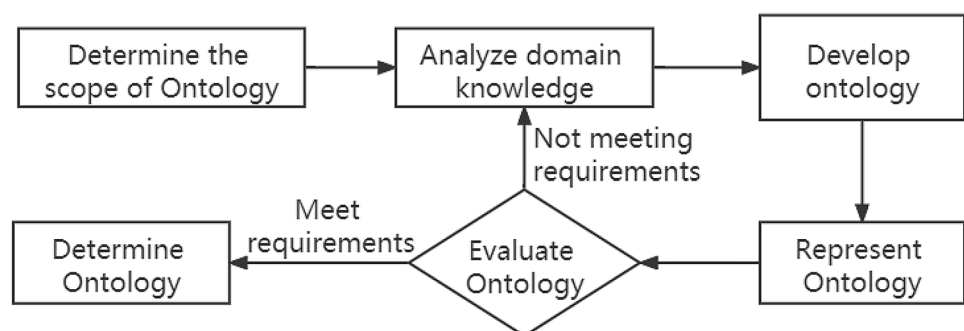 Determine the
scope of Ontology
Analyze domain
knowledge
Develop
ontology
Not meeting
requirements
Meet
requirements
Determine
Ontology
Evaluate
Ontology
Represent
Ontology